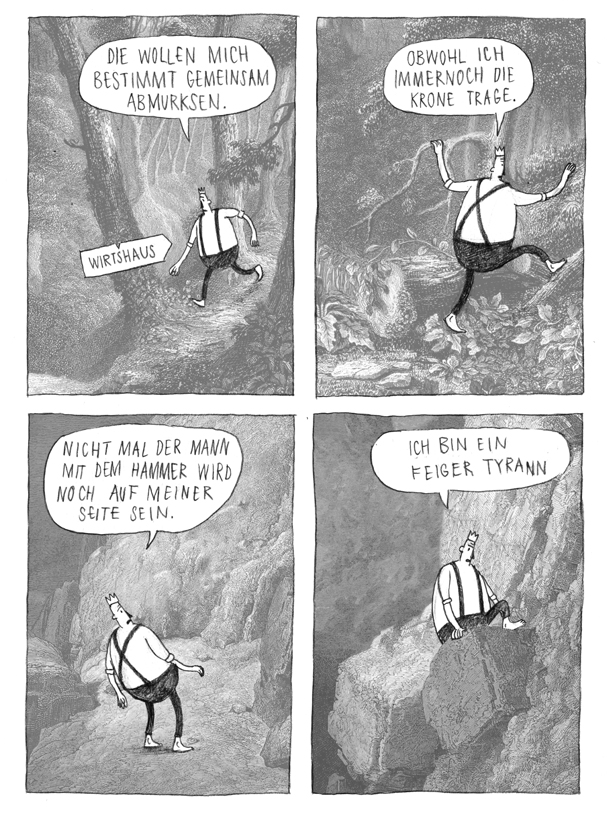 DIE WOLLEN MICH
BESTIMMT GEMEINSAM
ABMURKSEN.
WIRTSHAUS
OBWOHL ICH
IMMERNOCH DIE
KRONE TRAGE.
NICHT MAL DER MANN
MIT DEM HAMMER WIRD
NOCH AUF MEINER
SEITE SEIN.
ICH BIN EIN
FEIGER TYRANN